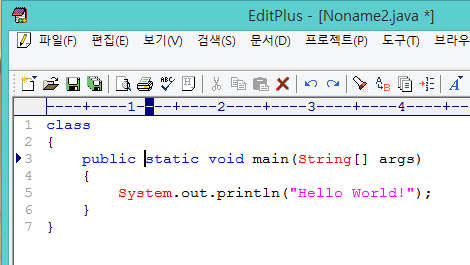 EditPlus - [Noname2.java *]
파일(F) 편집(E) 보기(V) 검색(S) 문서(D) 프로젝트(P) 도구(T) 브라우
----+----1----+----2----+----3----+----4----
1 class
2 {
3 public static void main(String[] args)
4 {
5 System.out.println("Hello World!");
6 }
7 }